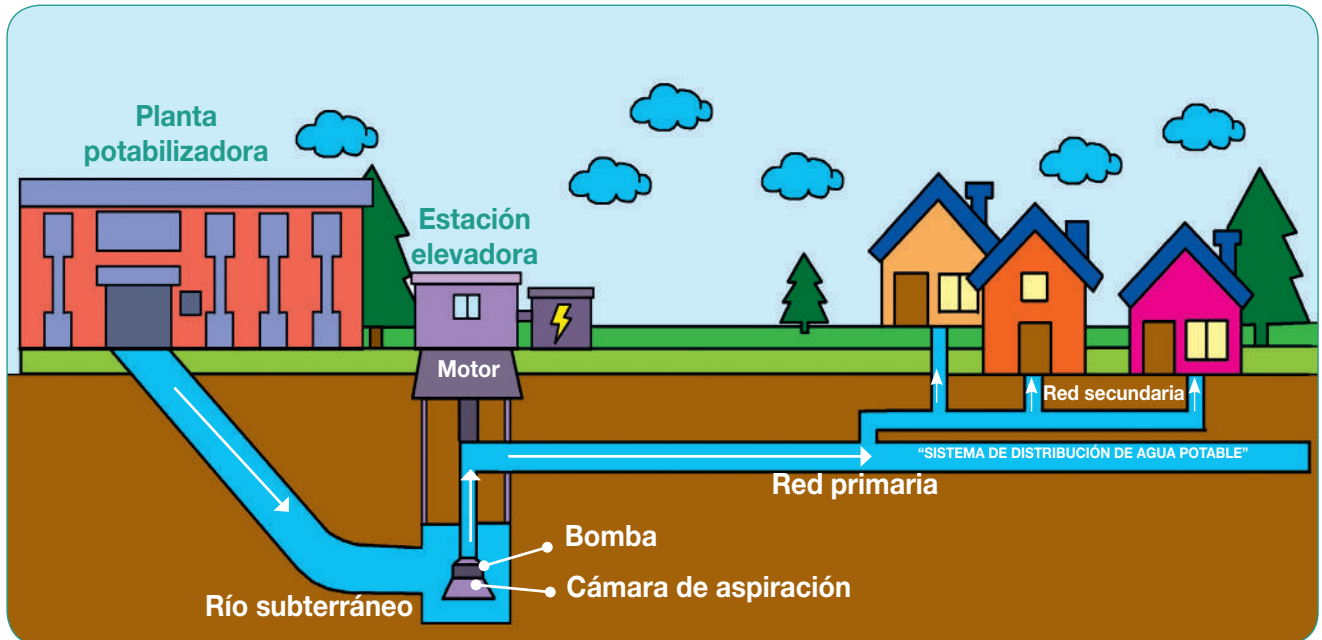 Planta
potabilizadora
Estación
elevadora
Motor
Red secundaria
“SISTEMA DE DISTRIBUCIÓN DE AGUA POTABLE”
Red primaria
Bomba
Cámara de aspiración
Río subterráneo